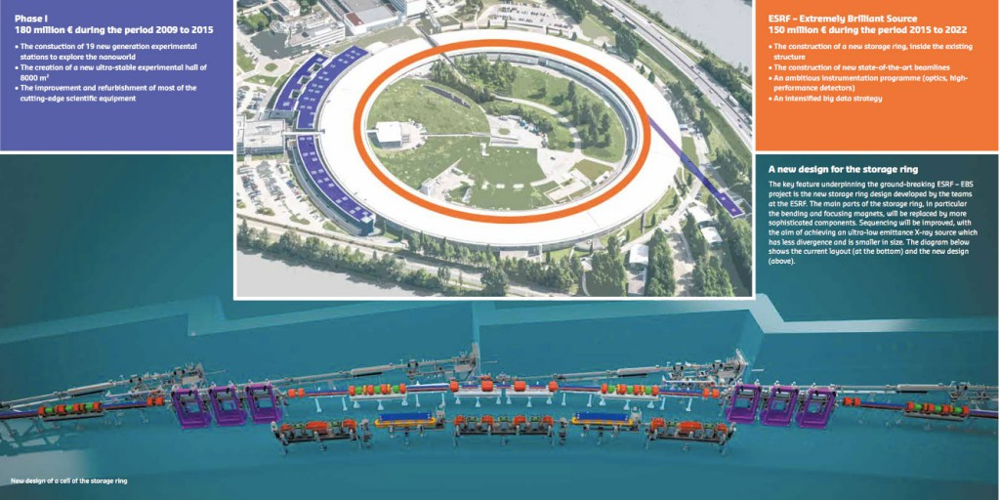 Phase I
180 million € during the period 2009 to 2015
• The constuction of 19 new generation experimental
stations to explore the nanoworld
• The creation of a new ultra-stable experimental hall of
8000 m²
• The improvement and refurbishment of most of the
cutting-edge scientific equipment
ESRF – Extremely Brilliant Source
150 million € during the period 2015 to 2022
• The construction of a new storage ring, inside the existing
structure
• The construction of new state-of-the-art beamlines
• An ambitious instrumentation programme (optics, high-
performance detectors)
• An intensified big data strategy
A new design for the storage ring
The key feature underpinning the ground-breaking ESRF – EBS
project is the new storage ring design developed by the teams
at the ESRF. The main parts of the storage ring, in particular
the bending and focusing magnets, will be replaced by more
sophisticated components. Sequencing will be improved, with
the aim of achieving an ultra-low emittance X-ray source which
has less divergence and is smaller in size. The diagram below
shows the current layout (at the bottom) and the new design
(above).
New design of a cell of the storage ring